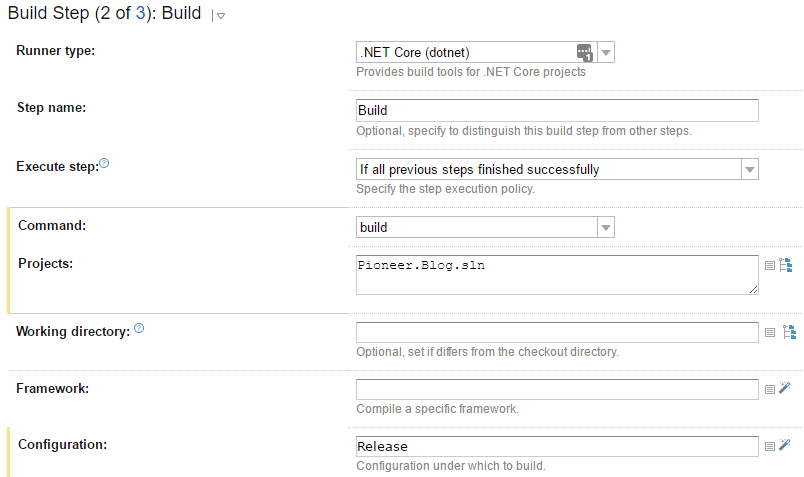 Build Step (2 of 3): Build
Runner type:
.NET Core (dotnet)
1
Provides build tools for .NET Core projects
Step name:
Build
Optional, specify to distinguish this build step from other steps.
Execute step:?
If all previous steps finished successfully
Specify the step execution policy.
Command:
build
Projects:
Pioneer.Blog.sln
Working directory: ?
Optional, set if differs from the checkout directory.
Framework:
Compile a specific framework.
Configuration:
Release
Configuration under which to build.